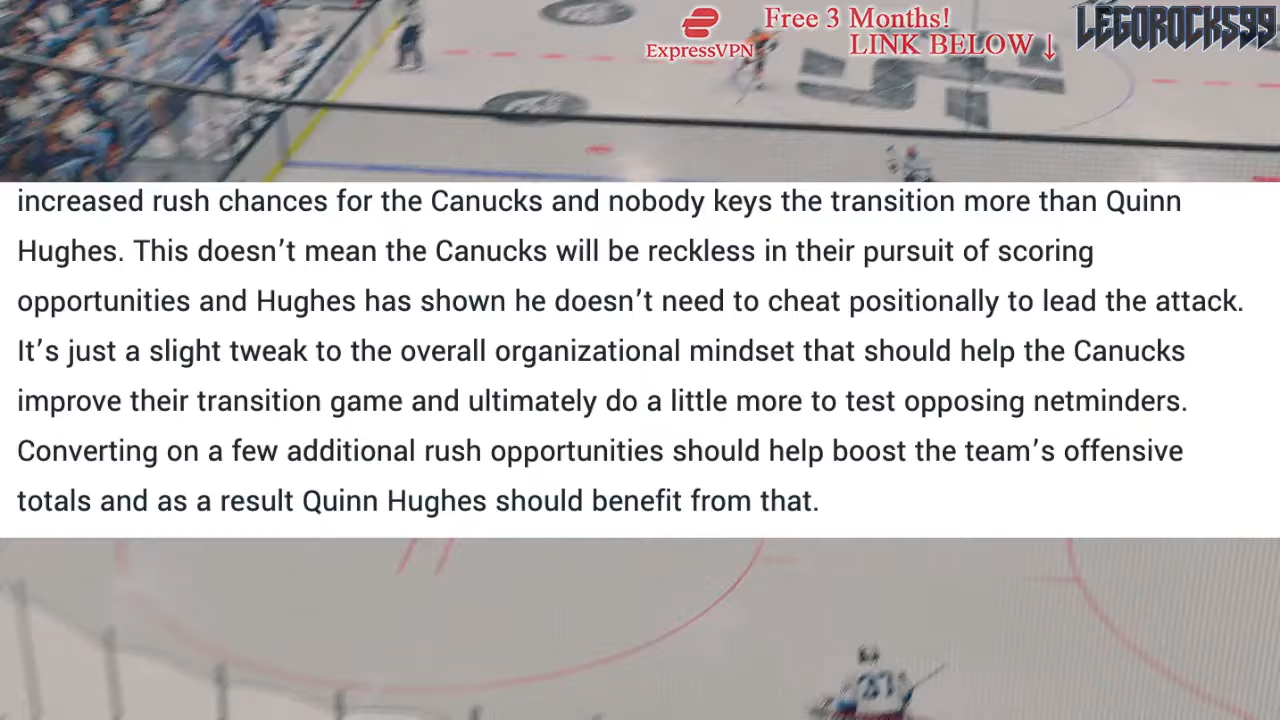 Free 3 Months!
ExpressVPN
LINK BELOW ↓
LEGOROCKS99
increased rush chances for the Canucks and nobody keys the transition more than Quinn
Hughes. This doesn’t mean the Canucks will be reckless in their pursuit of scoring
opportunities and Hughes has shown he doesn’t need to cheat positionally to lead the attack.
It’s just a slight tweak to the overall organizational mindset that should help the Canucks
improve their transition game and ultimately do a little more to test opposing netminders.
Converting on a few additional rush opportunities should help boost the team’s offensive
totals and as a result Quinn Hughes should benefit from that.